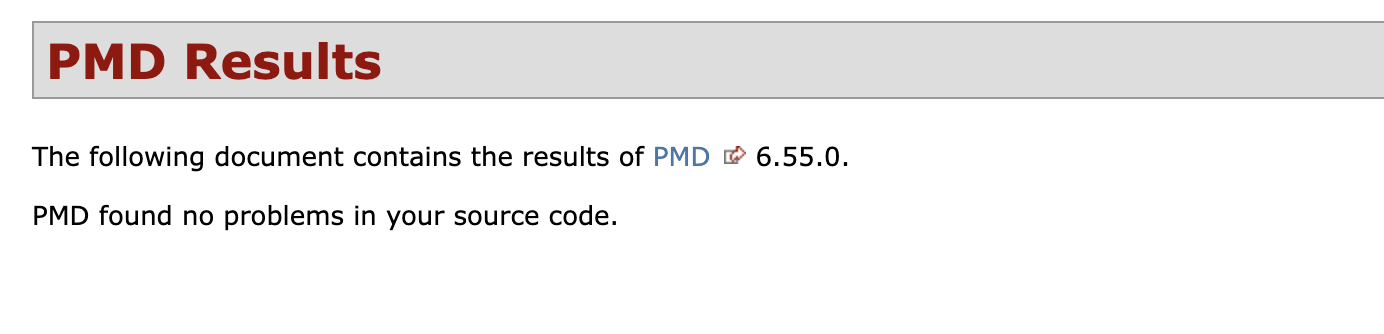 PMD Results
The following document contains the results of PMD 6.55.0.
PMD found no problems in your source code.